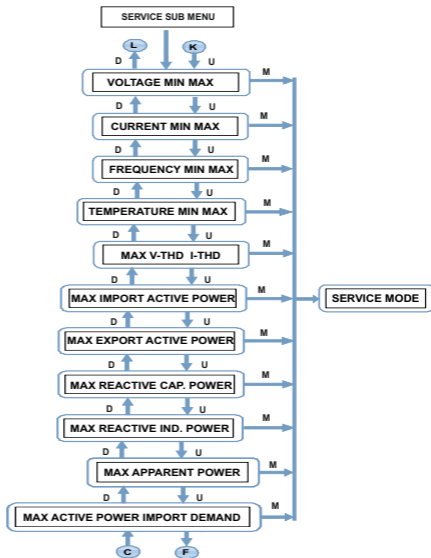 SERVICE SUB MENU
L K
D U
VOLTAGE MIN MAX M
D U
CURRENT MIN MAX M
D U
FREQUENCY MIN MAX M
D U
TEMPERATURE MIN MAX M
D U
MAX V-THD I-THD M
D U
MAX IMPORT ACTIVE POWER M SERVICE MODE
D U
MAX EXPORT ACTIVE POWER M
D U
MAX REACTIVE CAP. POWER M
D U
MAX REACTIVE IND. POWER M
D U
MAX APPARENT POWER M
D U
MAX ACTIVE POWER IMPORT DEMAND M
C F